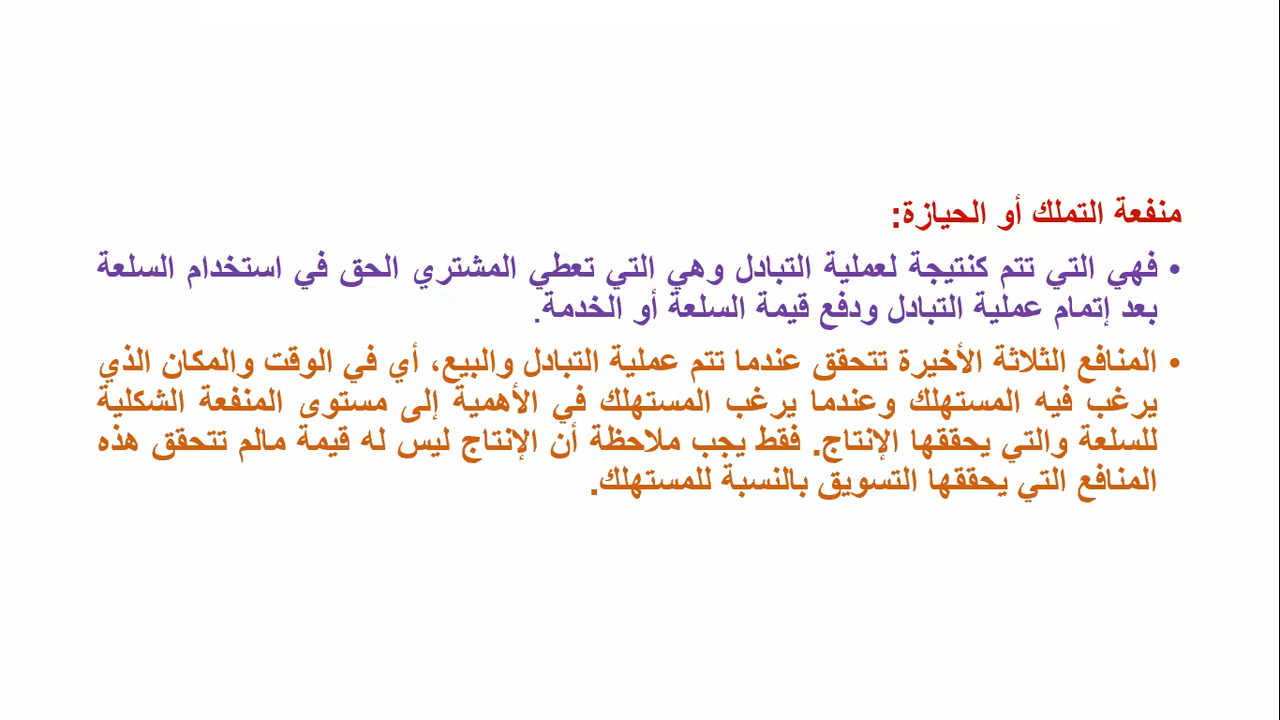 منفعة التملك أو الحيازة:
• فهي التي تتم كنتيجة لعملية التبادل وهي التي تعطي المشتري الحق في استخدام السلعة
بعد إتمام عملية التبادل ودفع قيمة السلعة أو الخدمة.
• المنافع الثلاثة الأخيرة تتحقق عندما تتم عملية التبادل والبيع، أي في الوقت والمكان الذي
يرغب فيه المستهلك وعندما يرغب المستهلك في الأهمية إلى مستوى المنفعة الشكلية
للسلعة والتي يحققها الإنتاج. فقط يجب ملاحظة أن الإنتاج ليس له قيمة مالم تتحقق هذه
المنافع التي يحققها التسويق بالنسبة للمستهلك.